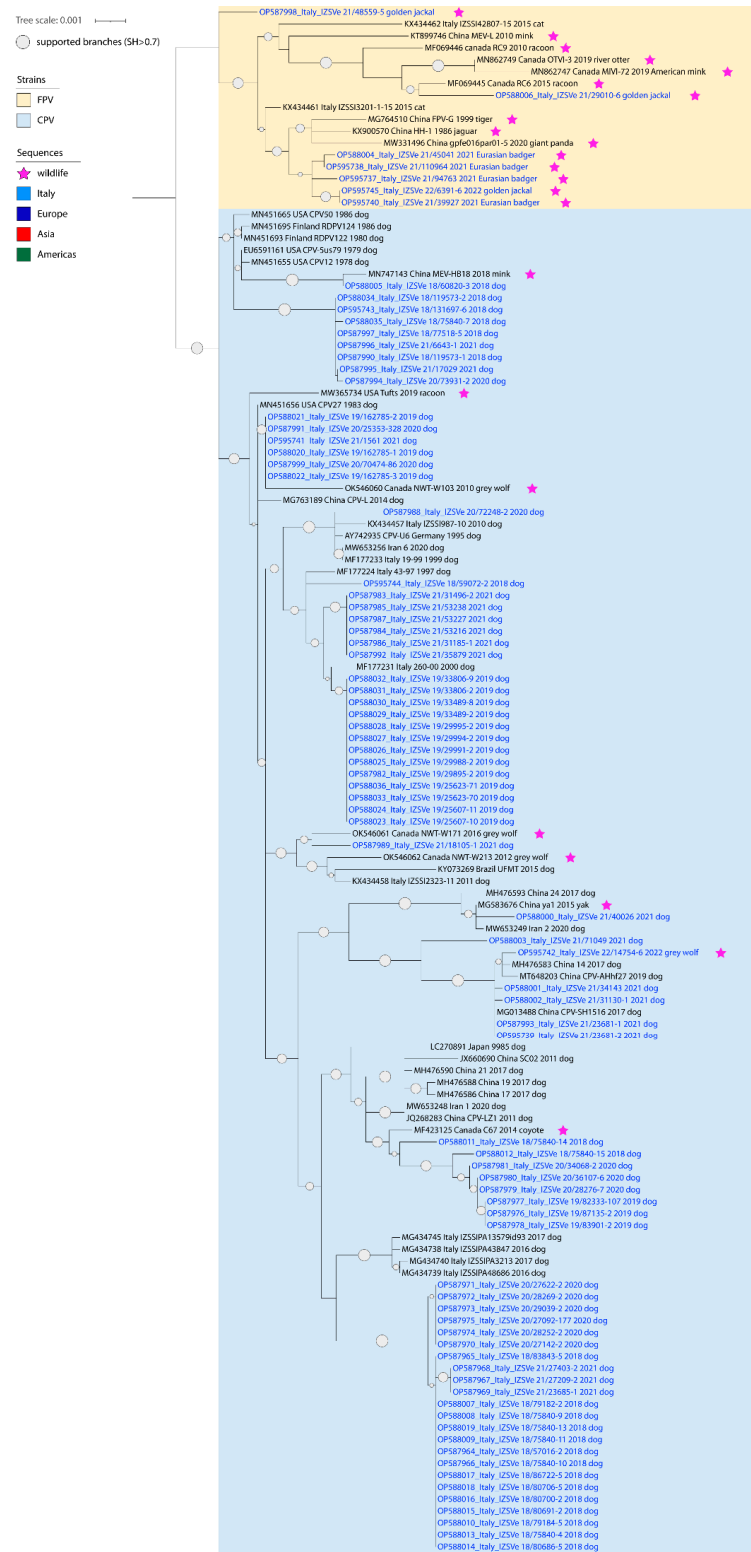 Tree scale: 0.001
supported branches (SH>0.7)
Strains
FPV
CPV
Sequences
wildlife
Italy
Europe
Asia
Americas
OP587998_Italy_IZSVe 21/48559-5 golden jackal
KX434462 Italy IZSSI42807-15 2015 cat
KT899746 China MEV-L 2010 mink
MF069446 canada RC9 2010 racoon
MN862749 Canada OTVI-3 2019 river otter
MN862747 Canada MIVI-72 2019 American mink
MF069445 Canada RC6 2015 racoon
OP588006_Italy_IZSVe 21/29010-6 golden jackal
KX434461 Italy IZSSI3201-1-15 2015 cat
MG764510 China FPV-G 1999 tiger
KX900570 China HH-1 1986 jaguar
MW331496 China gpfe016par01-5 2020 giant panda
OP588004_Italy_IZSVe 21/45041 2021 Eurasian badger
OP595738_Italy_IZSVe 21/110964 2021 Eurasian badger
OP595737_Italy_IZSVe 21/94763 2021 Eurasian badger
OP595745_Italy_IZSVe 22/6391-6 2022 golden jackal
OP595740_Italy_IZSVe 21/39927 2021 Eurasian badger
MN451665 USA CPV50 1986 dog
MN451695 Finland RDPV124 1986 dog
MN451693 Finland RDPV122 1980 dog
EU6591161 USA CPV-Sus79 1979 dog
MN451655 USA CPV12 1978 dog
MN747143 China MEV-HB18 2018 mink
OP588005_Italy_IZSVe 18/60820-3 2018 dog
OP588034_Italy_IZSVe 18/119573-2 2018 dog
OP595743_Italy_IZSVe 18/131697-6 2018 dog
OP588035_Italy_IZSVe 18/75840-7 2018 dog
OP587997_Italy_IZSVe 18/77518-5 2018 dog
OP587996_Italy_IZSVe 21/6643-1 2021 dog
OP587990_Italy_IZSVe 18/119573-1 2018 dog
OP587995_Italy_IZSVe 21/17029 2021 dog
OP587994_Italy_IZSVe 20/73931-2 2020 dog
MW365734 USA Tufts 2019 racoon
MN451656 USA CPV27 1983 dog
OP588021_Italy_IZSVe 19/162785-2 2019 dog
OP587991_Italy_IZSVe 20/25353-328 2020 dog
OP595741_Italy_IZSVe 21/1561 2021 dog
OP588020_Italy_IZSVe 19/162785-1 2019 dog
OP587999_Italy_IZSVe 20/70474-86 2020 dog
OP588022_Italy_IZSVe 19/162785-3 2019 dog
OK546060 Canada NWT-W103 2010 grey wolf
MG763189 China CPV-L 2014 dog
OP587988_Italy_IZSVe 20/72248-2 2020 dog
KX434457 Italy IZSSI987-10 2010 dog
AY742935 CPV-U6 Germany 1995 dog
MW653256 Iran 6 2020 dog
MF177233 Italy 19-99 1999 dog
MF177224 Italy 43-97 1997 dog
OP595744_Italy_IZSVe 18/59072-2 2018 dog
OP587983_Italy_IZSVe 21/31496-2 2021 dog
OP587985_Italy_IZSVe 21/53238 2021 dog
OP587987_Italy_IZSVe 21/53227 2021 dog
OP587984_Italy_IZSVe 21/53216 2021 dog
OP587986_Italy_IZSVe 21/31185-1 2021 dog
OP587992_Italy_IZSVe 21/35879 2021 dog
MF177231 Italy 260-00 2000 dog
OP588032_Italy_IZSVe 19/33806-9 2019 dog
OP588031_Italy_IZSVe 19/33806-2 2019 dog
OP588030_Italy_IZSVe 19/33489-8 2019 dog
OP588029_Italy_IZSVe 19/33489-2 2019 dog
OP588028_Italy_IZSVe 19/29995-2 2019 dog
OP588027_Italy_IZSVe 19/29994-2 2019 dog
OP588026_Italy_IZSVe 19/29991-2 2019 dog
OP588025_Italy_IZSVe 19/29988-2 2019 dog
OP587982_Italy_IZSVe 19/29895-2 2019 dog
OP588036_Italy_IZSVe 19/25623-71 2019 dog
OP588033_Italy_IZSVe 19/25623-70 2019 dog
OP588024_Italy_IZSVe 19/25607-11 2019 dog
OP588023_Italy_IZSVe 19/25607-10 2019 dog
OK546061 Canada NWT-W171 2016 grey wolf
OP587989_Italy_IZSVe 21/18105-1 2021 dog
OK546062 Canada NWT-W213 2012 grey wolf
KY073269 Brazil UFMT 2015 dog
KX434458 Italy IZSSI2323-11 2011 dog
MH476593 China 24 2017 dog
MG583676 China ya1 2015 yak
OP588000_Italy_IZSVe 21/40026 2021 dog
MW653249 Iran 2 2020 dog
OP588003_Italy_IZSVe 21/71049 2021 dog
OP595742_Italy_IZSVe 22/14754-6 2022 grey wolf
MH476583 China 14 2017 dog
MT648203 China CPV-AHhf27 2019 dog
OP588001_Italy_IZSVe 21/34143 2021 dog
OP588002_Italy_IZSVe 21/31130-1 2021 dog
MG013488 China CPV-SH1516 2017 dog
OP587993_Italy_IZSVe 21/23681-1 2021 dog
OP595739_Italy_IZSVe 21/23681-2 2021 dog
LC270891 Japan 9985 dog
JX660690 China SC02 2011 dog
MH476590 China 21 2017 dog
MH476588 China 19 2017 dog
MH476586 China 17 2017 dog
MW653248 Iran 1 2020 dog
JQ268283 China CPV-LZ1 2011 dog
MF423125 Canada C67 2014 coyote
OP588011_Italy_IZSVe 18/75840-14 2018 dog
OP588012_Italy_IZSVe 18/75840-15 2018 dog
OP587981_Italy_IZSVe 20/34068-2 2020 dog
OP587980_Italy_IZSVe 20/36107-6 2020 dog
OP587979_Italy_IZSVe 20/28276-7 2020 dog
OP587977_Italy_IZSVe 19/82333-107 2019 dog
OP587976_Italy_IZSVe 19/87135-2 2019 dog
OP587978_Italy_IZSVe 19/83901-2 2019 dog
MG434745 Italy IZSSIPA13579id93 2017 dog
MG434738 Italy IZSSIPA43847 2016 dog
MG434740 Italy IZSSIPA3213 2017 dog
MG434739 Italy IZSSIPA48686 2016 dog
OP587971_Italy_IZSVe 20/27622-2 2020 dog
OP587972_Italy_IZSVe 20/28269-2 2020 dog
OP587973_Italy_IZSVe 20/29039-2 2020 dog
OP587975_Italy_IZSVe 20/27092-177 2020 dog
OP587974_Italy_IZSVe 20/28252-2 2020 dog
OP587970_Italy_IZSVe 20/27142-2 2020 dog
OP587965_Italy_IZSVe 18/83843-5 2018 dog
OP587968_Italy_IZSVe 21/27403-2 2021 dog
OP587967_Italy_IZSVe 21/27209-2 2021 dog
OP587969_Italy_IZSVe 21/23685-1 2021 dog
OP588007_Italy_IZSVe 18/79182-2 2018 dog
OP588008_Italy_IZSVe 18/75840-9 2018 dog
OP588019_Italy_IZSVe 18/75840-13 2018 dog
OP588009_Italy_IZSVe 18/75840-11 2018 dog
OP587964_Italy_IZSVe 18/57016-2 2018 dog
OP587966_Italy_IZSVe 18/75840-10 2018 dog
OP588017_Italy_IZSVe 18/86722-5 2018 dog
OP588018_Italy_IZSVe 18/80706-5 2018 dog
OP588016_Italy_IZSVe 18/80700-2 2018 dog
OP588015_Italy_IZSVe 18/80691-2 2018 dog
OP588010_Italy_IZSVe 18/79184-5 2018 dog
OP588013_Italy_IZSVe 18/75840-4 2018 dog
OP588014_Italy_IZSVe 18/80686-5 2018 dog